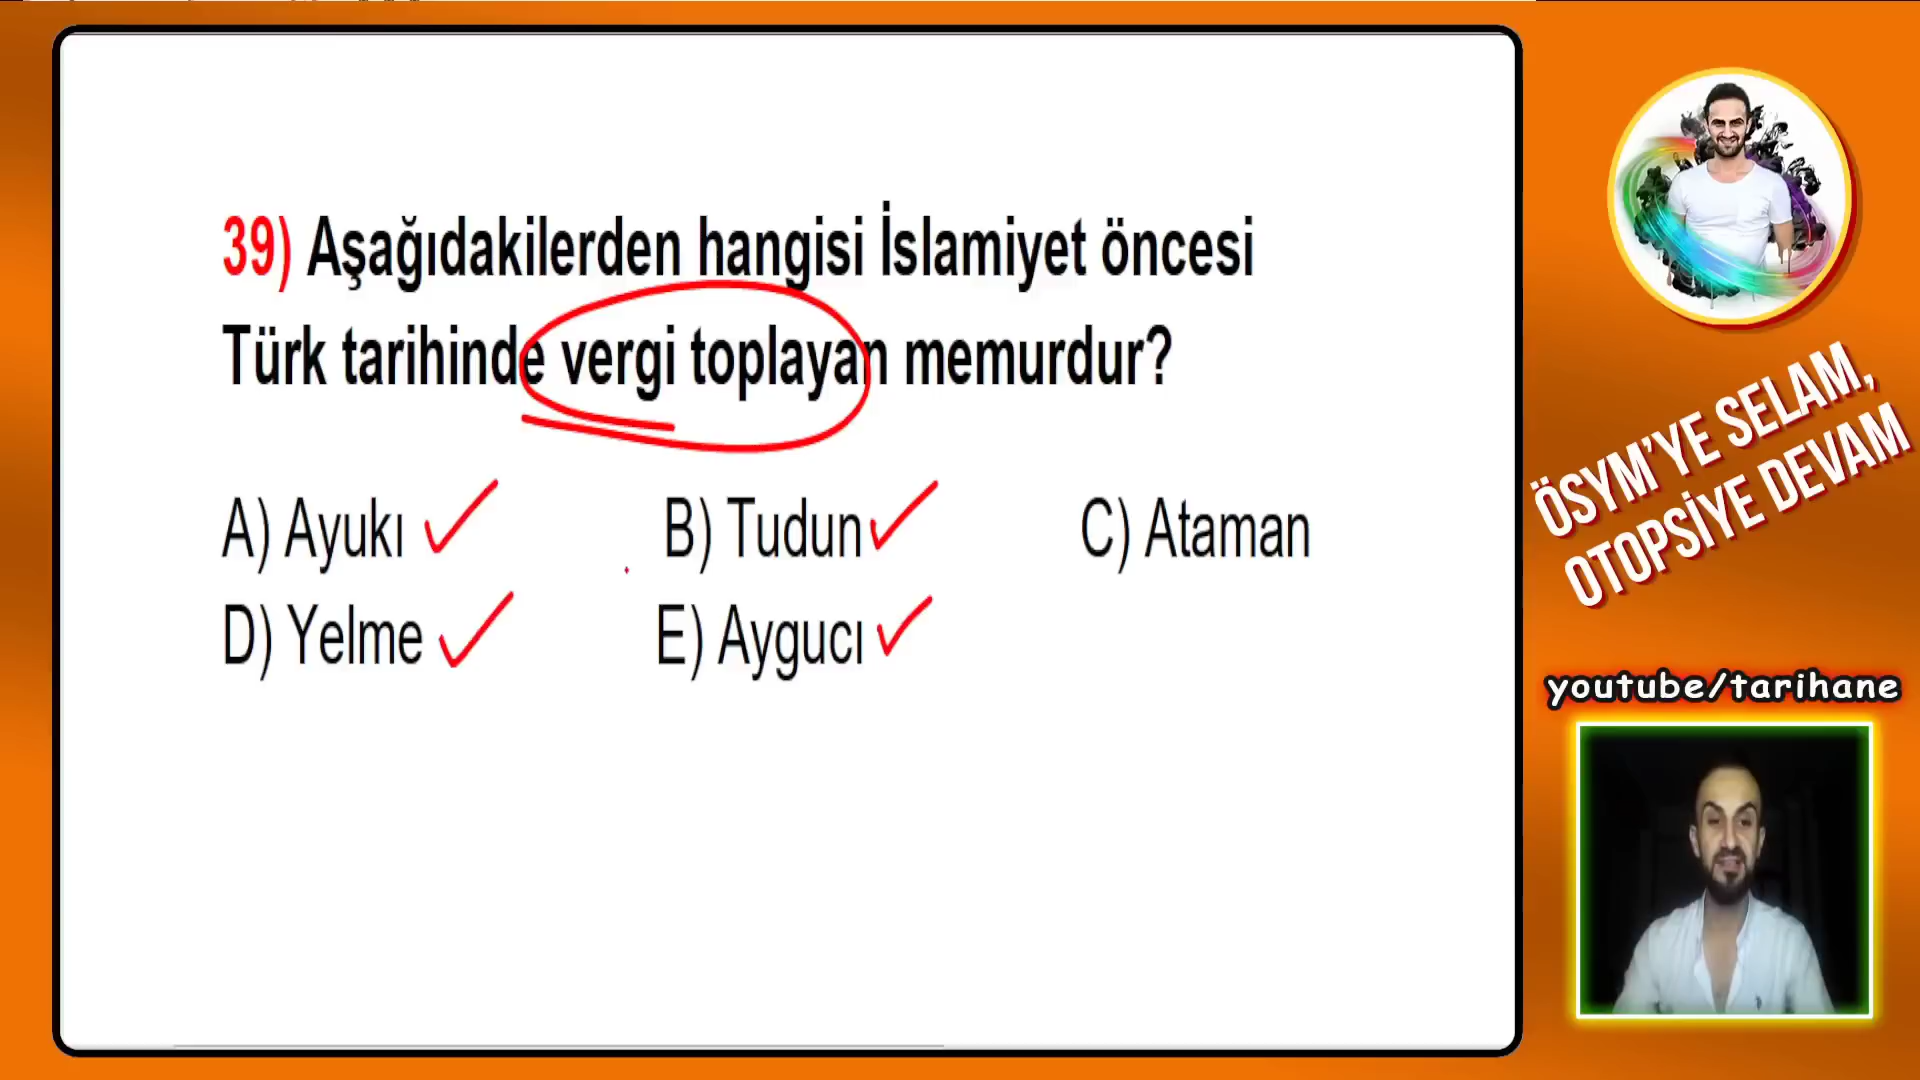 39) Aşağıdakilerden hangisi İslamiyet öncesi
Türk tarihinde vergi toplayan memurdur?
A) Ayukı B) Tudun C) Ataman
D) Yelme E) Aygucı
ÖSYM'YE SELAM,
OTOPSİYE DEVAM
youtube/tarihane